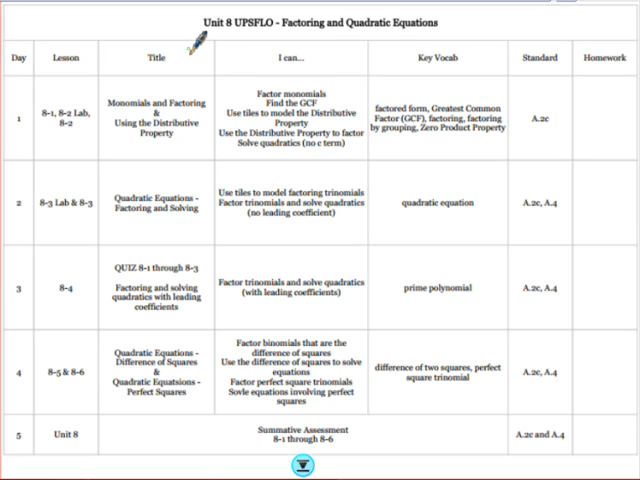 Unit 8 UPSFLO - Factoring and Quadratic Equations
Day Lesson Title I can... Key Vocab Standard Homework
1
8-1, 8-2 Lab,
8-2
Monomials and Factoring
&
Using the Distributive
Property
Factor monomials
Find the GCF
Use tiles to model the Distributive
Property
Use the Distributive Property to factor
Solve quadratics (no c term)
factored form, Greatest Common
Factor (GCF), factoring, factoring
by grouping, Zero Product Property
A.2c
2
8-3 Lab & 8-3
Quadratic Equations -
Factoring and Solving
Use tiles to model factoring trinomials
Factor trinomials and solve quadratics
(no leading coefficient)
quadratic equation
A.2c, A.4
3
8-4
QUIZ 8-1 through 8-3
Factoring and solving
quadratics with leading
coefficients
Factor trinomials and solve quadratics
(with leading coefficients)
prime polynomial
A.2c, A.4
4
8-5 & 8-6
Quadratic Equations -
Difference of Squares
&
Quadratic Equatsions -
Perfect Squares
Factor binomials that are the
difference of squares
Use the difference of squares to solve
equations
Factor perfect square trinomials
Sovle equations involving perfect
squares
difference of two squares, perfect
square trinomial
A.2c, A.4
5
Unit 8
Summative Assessment
8-1 through 8-6
A.2c and A.4